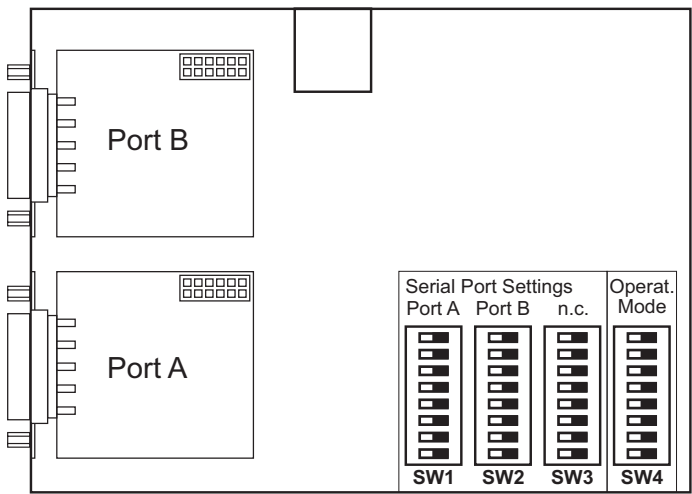 Port B
Port A
Serial Port Settings
Operat.
Mode
Port A
Port B
n.c.
SW1
SW2
SW3
SW4